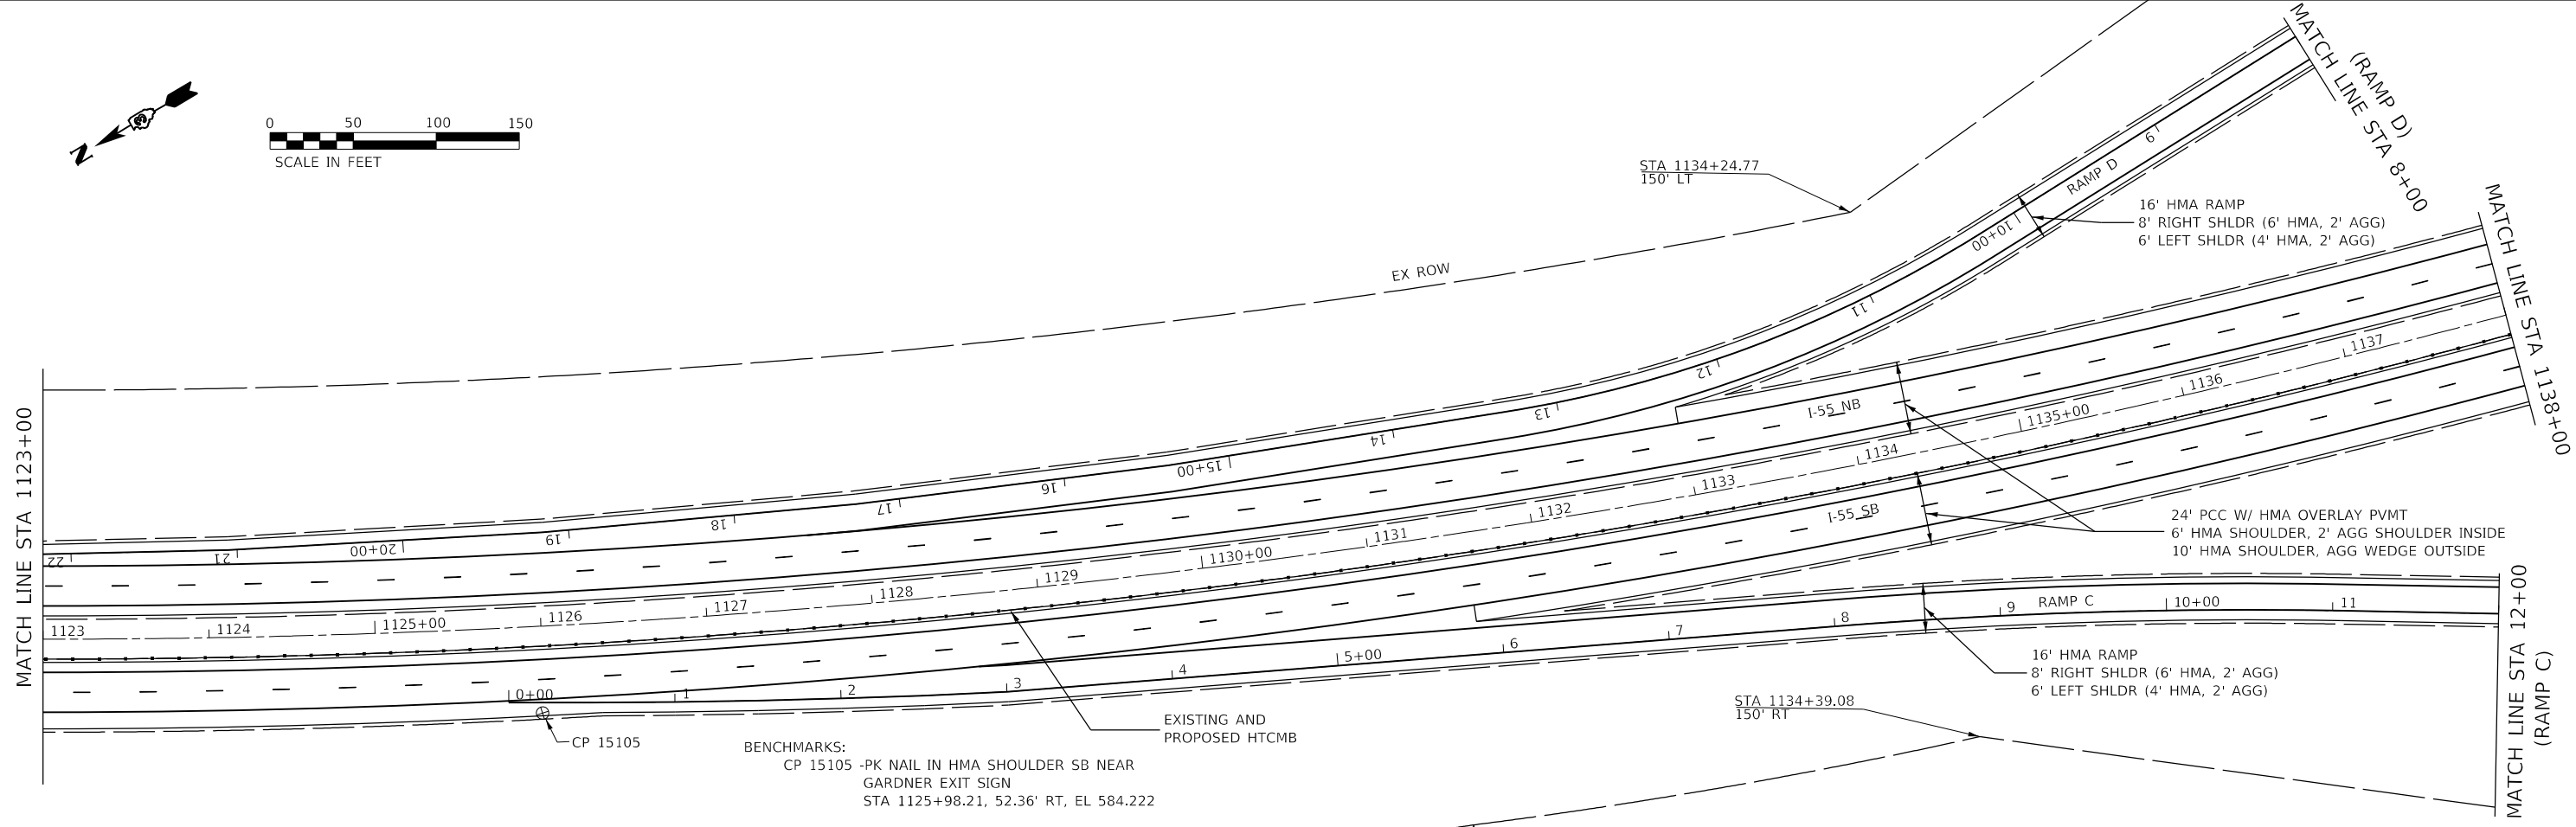 N
0 50 100 150
SCALE IN FEET
MATCH LINE STA 1123+00
EX ROW
STA 1134+24.77
150' LT
MATCH LINE STA 8+00
(RAMP D)
RAMP D
9
10+00
11
12
13
14
15+00
16
17
18
19
20+00
21
22
16' HMA RAMP
8' RIGHT SHLDR (6' HMA, 2' AGG)
6' LEFT SHLDR (4' HMA, 2' AGG)
MATCH LINE STA 1138+00
I-55 NB
1123
1124
1125+00
1126
1127
1128
1129
1130+00
1131
1132
1133
1134
1135+00
1136
1137
I-55 SB
24' PCC W/ HMA OVERLAY PVMT
6' HMA SHOULDER, 2' AGG SHOULDER INSIDE
10' HMA SHOULDER, AGG WEDGE OUTSIDE
0+00
1
2
3
4
5+00
6
7
8
9
RAMP C
10+00
11
16' HMA RAMP
8' RIGHT SHLDR (6' HMA, 2' AGG)
6' LEFT SHLDR (4' HMA, 2' AGG)
MATCH LINE STA 12+00
(RAMP C)
STA 1134+39.08
150' RT
EXISTING AND
PROPOSED HTCMB
CP 15105
BENCHMARKS:
CP 15105 -PK NAIL IN HMA SHOULDER SB NEAR
GARDNER EXIT SIGN
STA 1125+98.21, 52.36' RT, EL 584.222